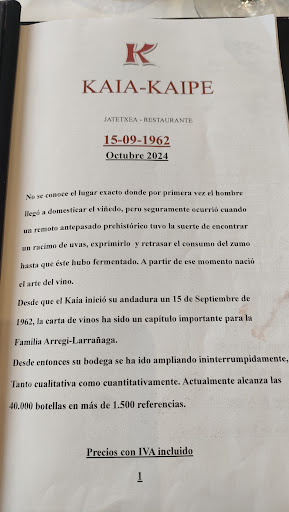 K
KAIA-KAIPE
JATETXEA - RESTAURANTE
15-09-1962
Octubre 2024
No se conoce el lugar exacto donde por primera vez el hombre
llegó a domesticar el viñedo, pero seguramente ocurrió cuando
un remoto antepasado prehistórico tuvo la suerte de encontrar
un racimo de uvas, exprimirlo y retrasar el consumo del zumo
hasta que éste hubo fermentado. A partir de ese momento nació
el arte del vino.
Desde que el Kaia inició su andadura un 15 de Septiembre de
1962, la carta de vinos ha sido un capítulo importante para la
Familia Arregi-Larrañaga.
Desde entonces su bodega se ha ido ampliando ininterrumpidamente,
Tanto cualitativa como cuantitativamente. Actualmente alcanza las
40.000 botellas en más de 1.500 referencias.
Precios con IVA incluido
1